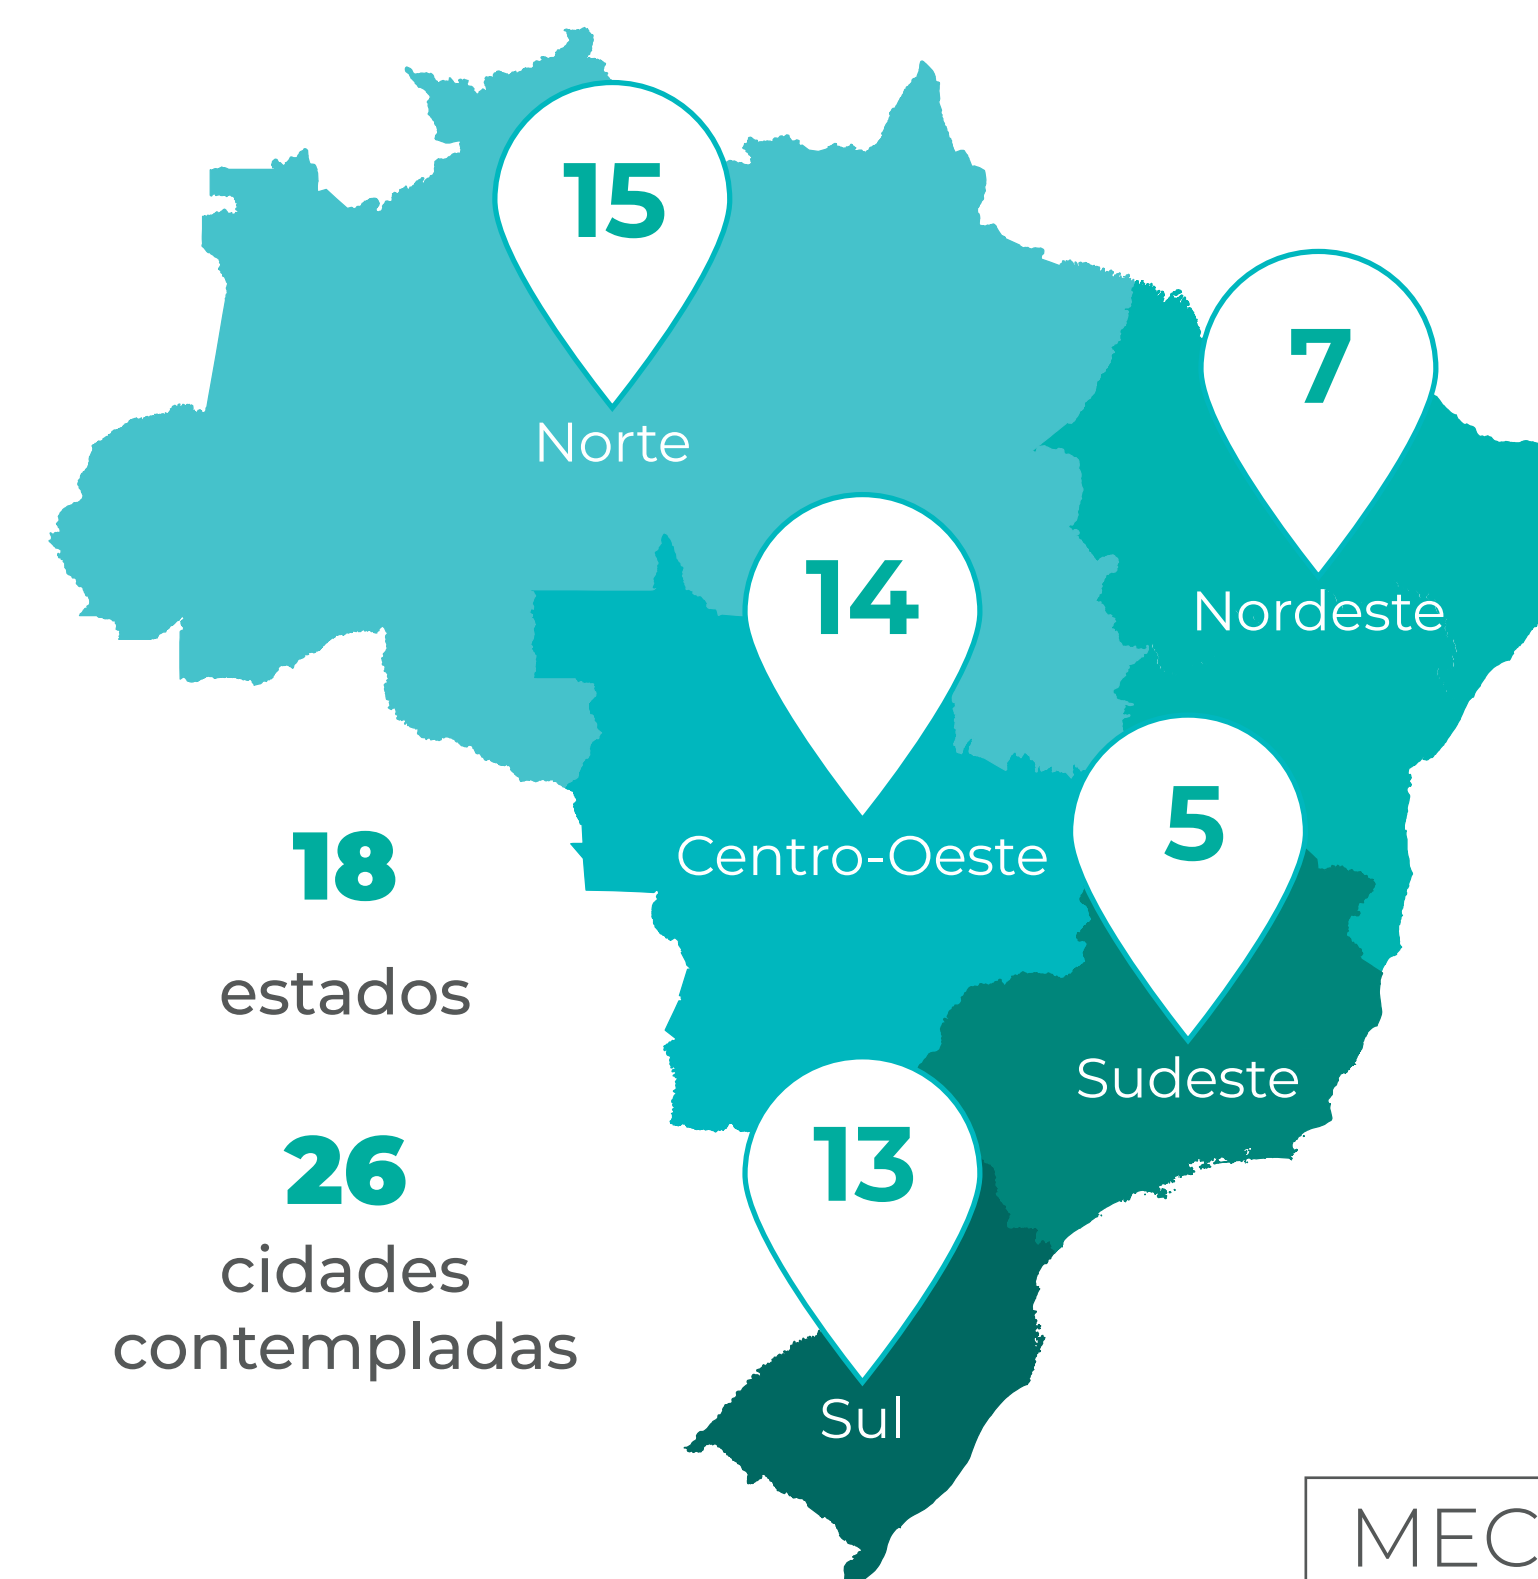 15
Norte
7
Nordeste
14
Centro-Oeste
5
Sudeste
18
estados
26
cidades
contempladas
13
Sul
MEC